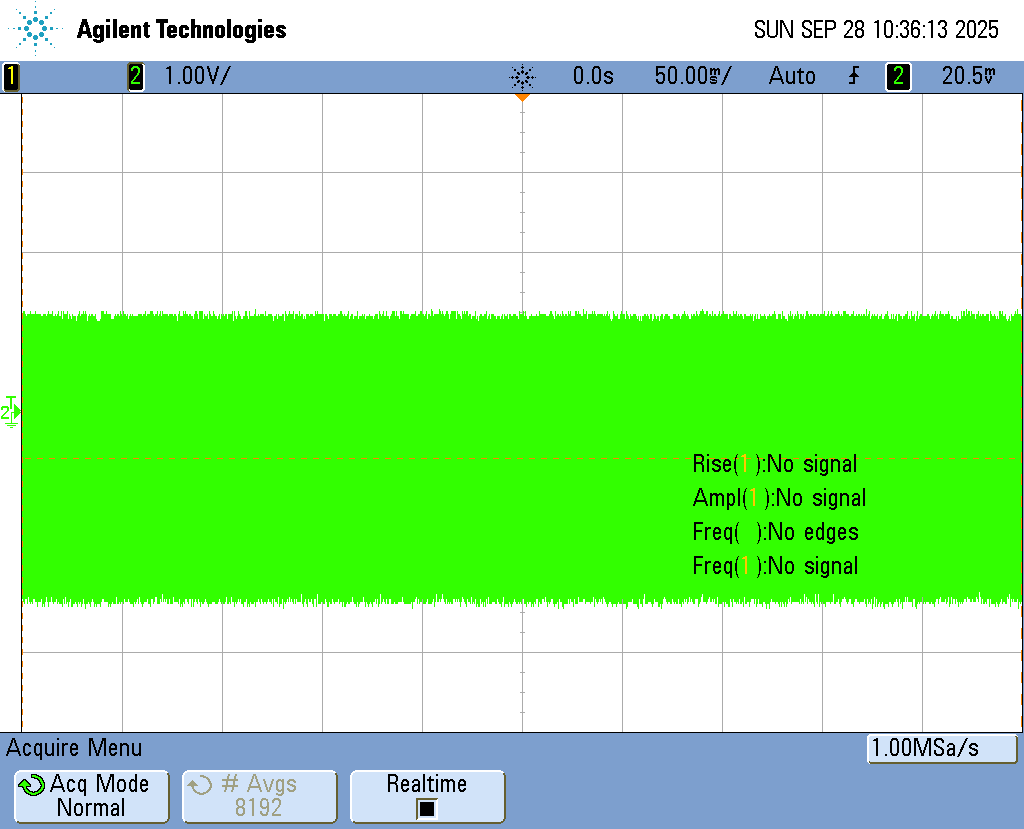 Agilent Technologies SUN SEP 28 10:36:13 2025
1 2 1.00V/ 0.0s 50.00ms/ Auto 2 20.5mV
T
2
Rise(1):No signal
Ampl(1):No signal
Freq( ):No edges
Freq(1):No signal
Acquire Menu 1.00MSa/s
Acq Mode # Avgs Realtime
Normal 8192